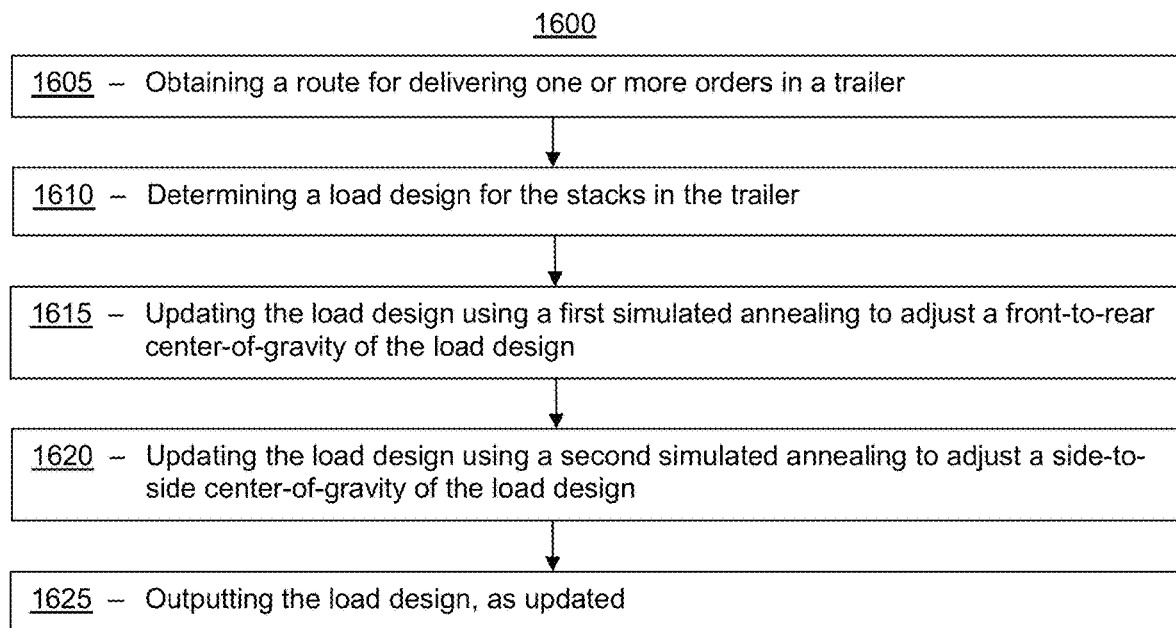 1600
1605 – Obtaining a route for delivering one or more orders in a trailer
1610 – Determining a load design for the stacks in the trailer
1615 – Updating the load design using a first simulated annealing to adjust a front-to-rear
center-of-gravity of the load design
1620 – Updating the load design using a second simulated annealing to adjust a side-to-
side center-of-gravity of the load design
1625 – Outputting the load design, as updated